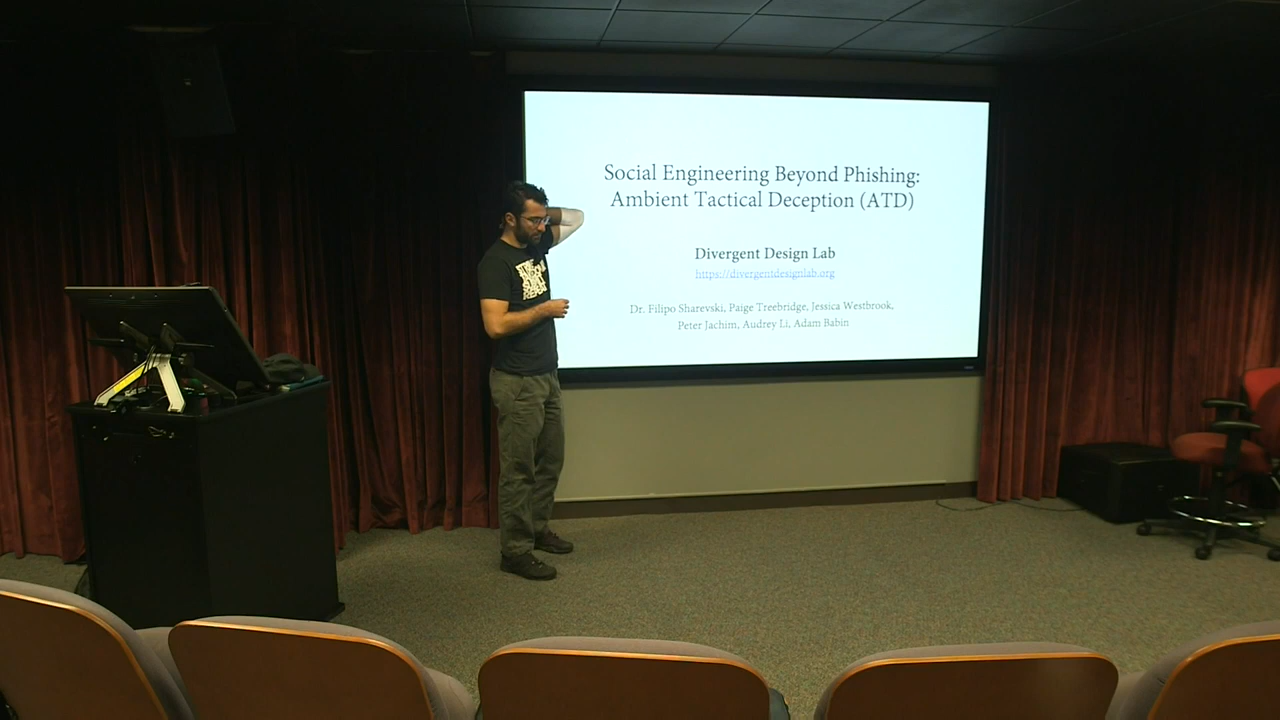 Social Engineering Beyond Phishing:
Ambient Tactical Deception (ATD)
Divergent Design Lab
https://divergentdesignlab.org
Dr. Filipo Sharevski, Paige Treebridge, Jessica Westbrook,
Peter Jachim, Audrey Li, Adam Babin